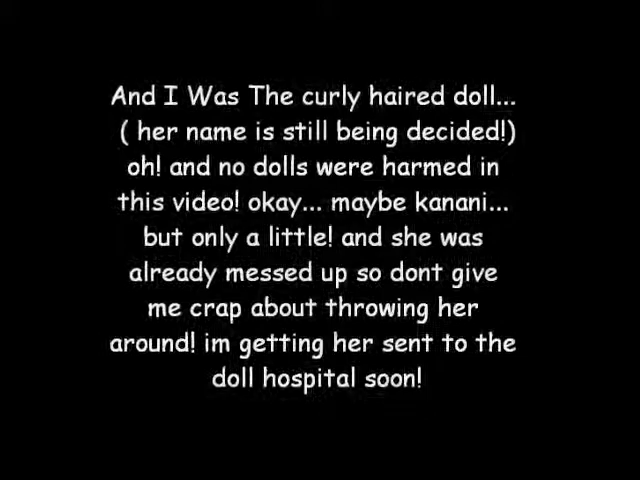 And I Was The curly haired doll...
( her name is still being decided!)
oh! and no dolls were harmed in
this video! okay... maybe kanani...
but only a little! and she was
already messed up so dont give
me crap about throwing her
around! im getting her sent to the
doll hospital soon!